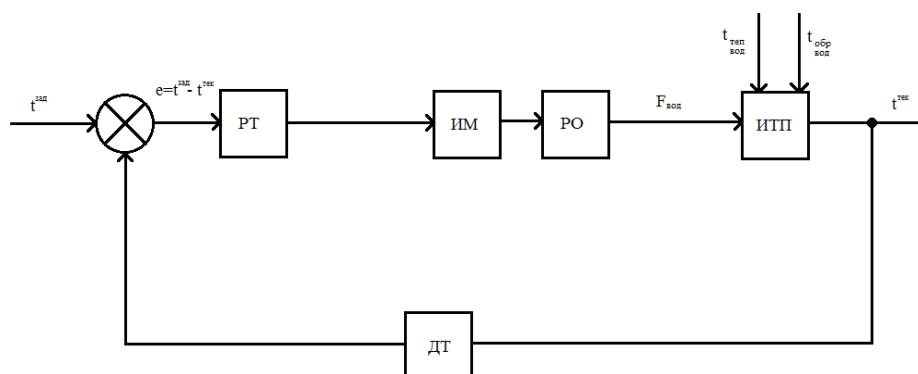 t теп вод
t обр вод
t зад
e=t зад - t тек
F вод
t тек
РТ
ИМ
РО
ИТП
ДТ